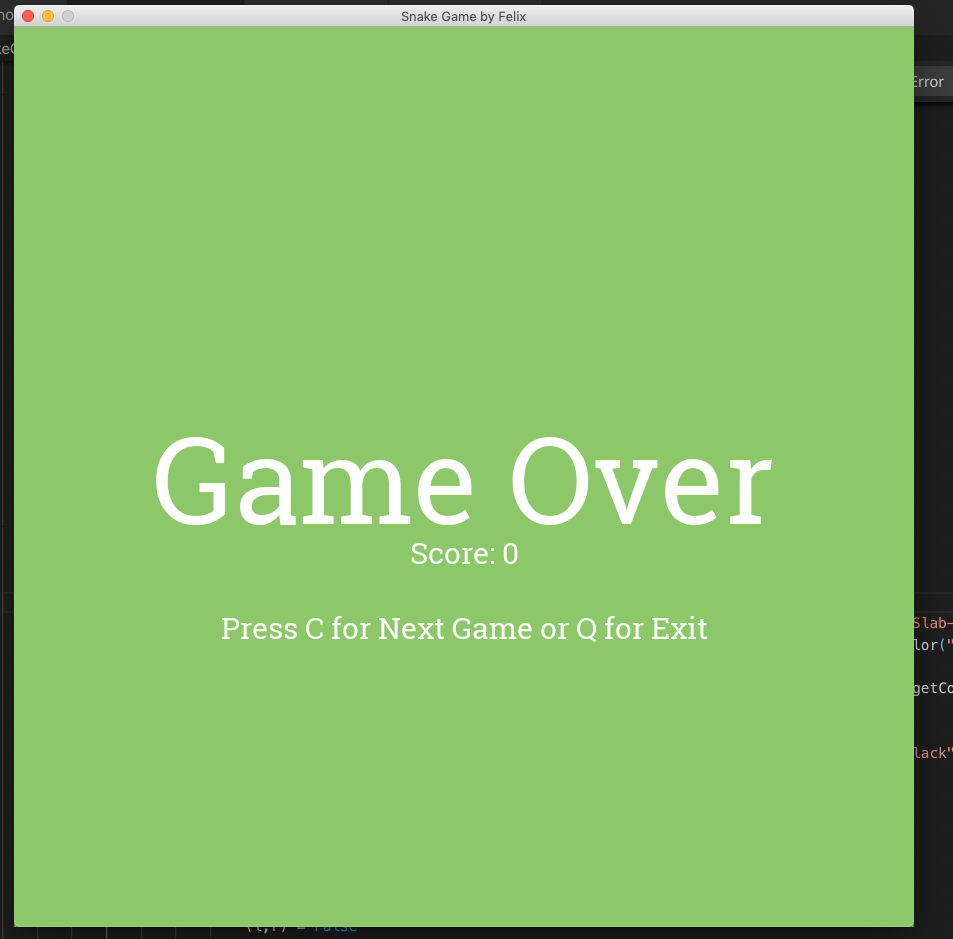 Snake Game by Felix
Error
Game Over
Score: 0
Press C for Next Game or Q for Exit
Slab-
lor("
getCo
lack"
= False